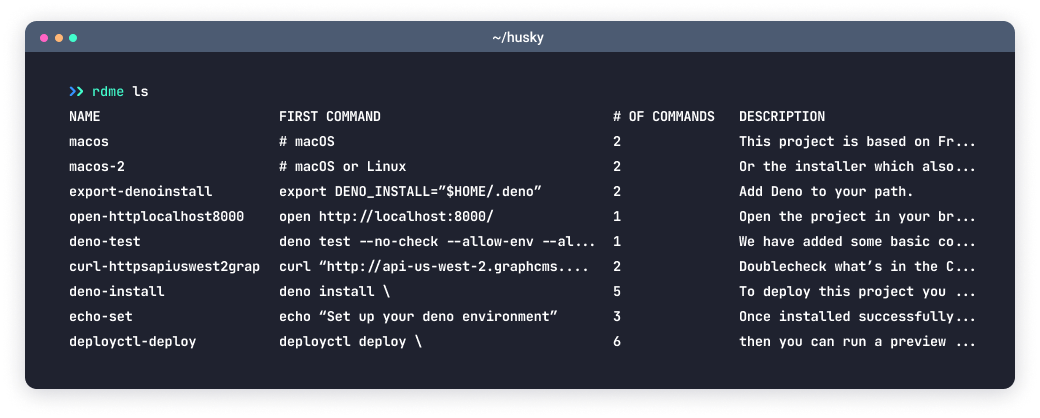 ~/husky
rdme ls
NAME FIRST COMMAND # OF COMMANDS DESCRIPTION
macos # macOS 2 This project is based on Fr...
macos-2 # macOS or Linux 2 Or the installer which also...
export-denoinstall export DENO_INSTALL=”$HOME/.deno” 2 Add Deno to your path.
open-httplocalhost8000 open http://localhost:8000/ 1 Open the project in your br...
deno-test deno test --no-check --allow-env --al... 1 We have added some basic co...
curl-httpsapiuswest2grap curl “http://api-us-west-2.graphcms.... 2 Doublecheck what’s in the C...
deno-install deno install \ 5 To deploy this project you ...
echo-set echo “Set up your deno environment” 3 Once installed successfully...
deployctl-deploy deployctl deploy \ 6 then you can run a preview ...